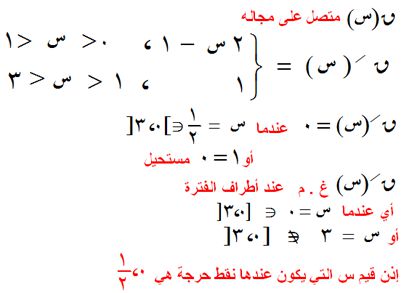 ق(س) متصل على مجاله
ق/(س) = { ٢ س – ١ ، ٠ < س < ١
١ ، ١ < س < ٣
ق/(س)= ٠ عندما س = ١/٢ ∋ ]٣،٠[
أو ١ = ٠ مستحيل
ق/(س) غ . م عند أطراف الفترة
أي عندما س = ٠ ∋ [٣،٠[
أو س = ٣ ∌ [٣،٠[
إذن قيم س التي يكون عندها نقط حرجة هي ٠، ١/٢